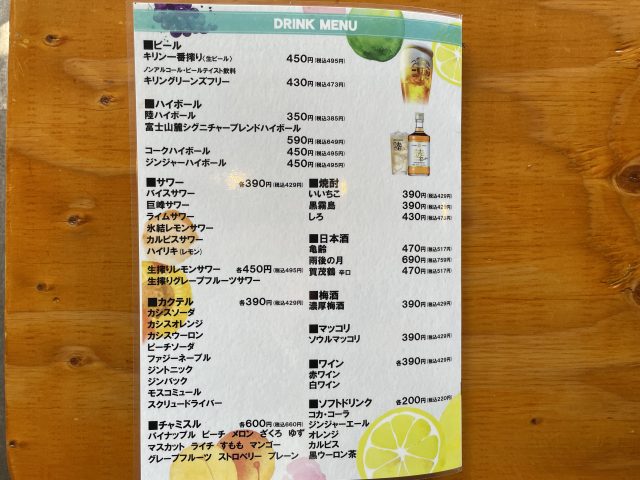 DRINK MENU
■ビール
キリン一番搾り(生ビール) 450円(税込495円)
ノンアルコール・ビールテイスト飲料
キリングリーンズフリー 430円(税込473円)
■ハイボール
陸ハイボール 350円(税込385円)
富士山麓シグニチャーブレンドハイボール
590円(税込649円)
コークハイボール 450円(税込495円)
ジンジャーハイボール 450円(税込495円)
■サワー 各390円(税込429円)
バイスサワー
巨峰サワー
ライムサワー
氷結レモンサワー
カルピスサワー
ハイリキ(レモン)
生搾りレモンサワー 各450円(税込495円)
生搾りグレープフルーツサワー
■カクテル 各390円(税込429円)
カシスソーダ
カシスオレンジ
カシスウーロン
ピーチソーダ
ファジーネーブル
ジントニック
ジンバック
モスコミュール
スクリュードライバー
■チャミスル 各600円(税込660円)
パイナップル ピーチ メロン ざくろ ゆず
マスカット ライチ すもも マンゴー
グレープフルーツ ストロベリー プレーン
■焼酎
いいちこ 390円(税込429円)
黒霧島 390円(税込429円)
しろ 430円(税込473円)
■日本酒
亀齢 470円(税込517円)
雨後の月 690円(税込759円)
賀茂鶴 辛口 470円(税込517円)
■梅酒
濃厚梅酒 390円(税込429円)
■マッコリ
ソウルマッコリ 390円(税込429円)
■ワイン 各390円(税込429円)
赤ワイン
白ワイン
■ソフトドリンク 各200円(税込220円)
コカ・コーラ
ジンジャーエール
オレンジ
カルピス
黒ウーロン茶